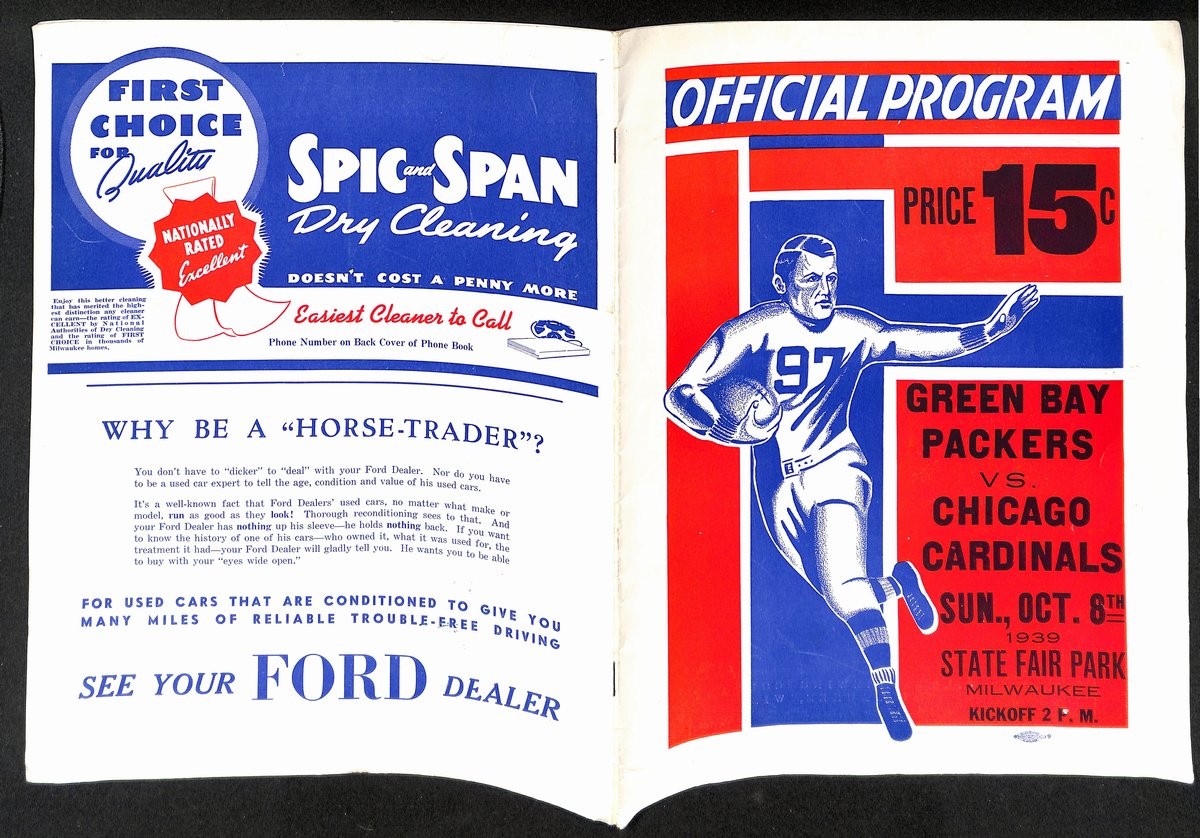 FIRST
CHOICE
FOR
Quality
NATIONALLY
RATED
Excellent
SPIC and SPAN
Dry Cleaning
DOESN'T COST A PENNY MORE
Enjoy this better cleaning
that has merited the high-
est distinction any cleaner
can earn—the rating of EX-
CELLENT by National
Authorities of Dry Cleaning
and the rating of FIRST
CHOICE in thousands of
Milwaukee homes.
Easiest Cleaner to Call
Phone Number on Back Cover of Phone Book
WHY BE A “HORSE-TRADER”?
You don't have to “dicker” to “deal” with your Ford Dealer. Nor do you have
to be a used car expert to tell the age, condition and value of his used cars.
It's a well-known fact that Ford Dealers' used cars, no matter what make or
model, run as good as they look! Thorough reconditioning sees to that. And
your Ford Dealer has nothing up his sleeve—he holds nothing back. If you want
to know the history of one of his cars—who owned it, what it was used for, the
treatment it had—your Ford Dealer will gladly tell you. He wants you to be able
to buy with your “eyes wide open.”
FOR USED CARS THAT ARE CONDITIONED TO GIVE YOU
MANY MILES OF RELIABLE TROUBLE-FREE DRIVING
SEE YOUR FORD DEALER
OFFICIAL PROGRAM
PRICE 15c
97
GREEN BAY
PACKERS
VS.
CHICAGO
CARDINALS
SUN., OCT. 8TH
1939
STATE FAIR PARK
MILWAUKEE
KICKOFF 2 P. M.